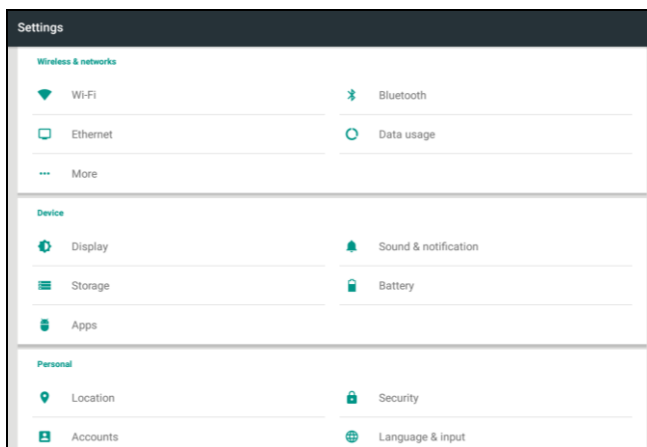 Settings
Wireless & networks
Wi-Fi
Bluetooth
Ethernet
Data usage
More
Device
Display
Sound & notification
Storage
Battery
Apps
Personal
Location
Security
Accounts
Language & input